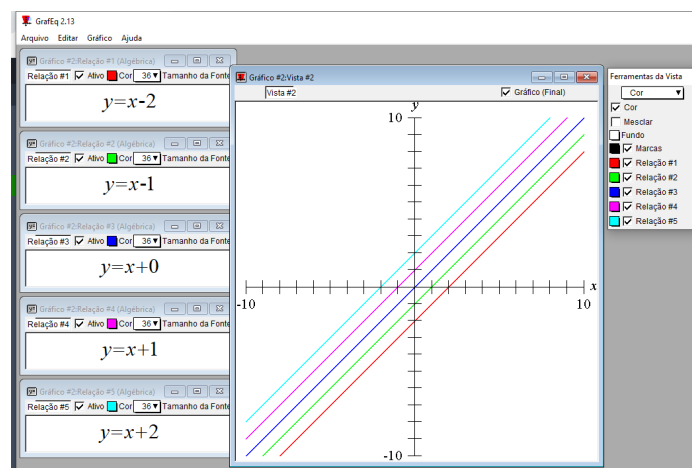 GrafEq 2.13
Arquivo Editar Gráfico Ajuda
Gráfico #2:Relação #1 (Algébrica)
Relação #1 Ativo Cor 36▼ Tamanho da Fonte
y=x-2
Gráfico #2:Relação #2 (Algébrica)
Relação #2 Ativo Cor 36▼ Tamanho da Fonte
y=x-1
Gráfico #2:Relação #3 (Algébrica)
Relação #3 Ativo Cor 36▼ Tamanho da Fonte
y=x+0
Gráfico #2:Relação #4 (Algébrica)
Relação #4 Ativo Cor 36▼ Tamanho da Fonte
y=x+1
Gráfico #2:Relação #5 (Algébrica)
Relação #5 Ativo Cor 36▼ Tamanho da Fonte
y=x+2
Gráfico #2:Vista #2
Vista #2 Gráfico (Final)
y
10
x
-10 10
-10
Ferramentas da Vista
Cor ▼
Cor
Mesclar
Fundo
Marcas
Relação #1
Relação #2
Relação #3
Relação #4
Relação #5